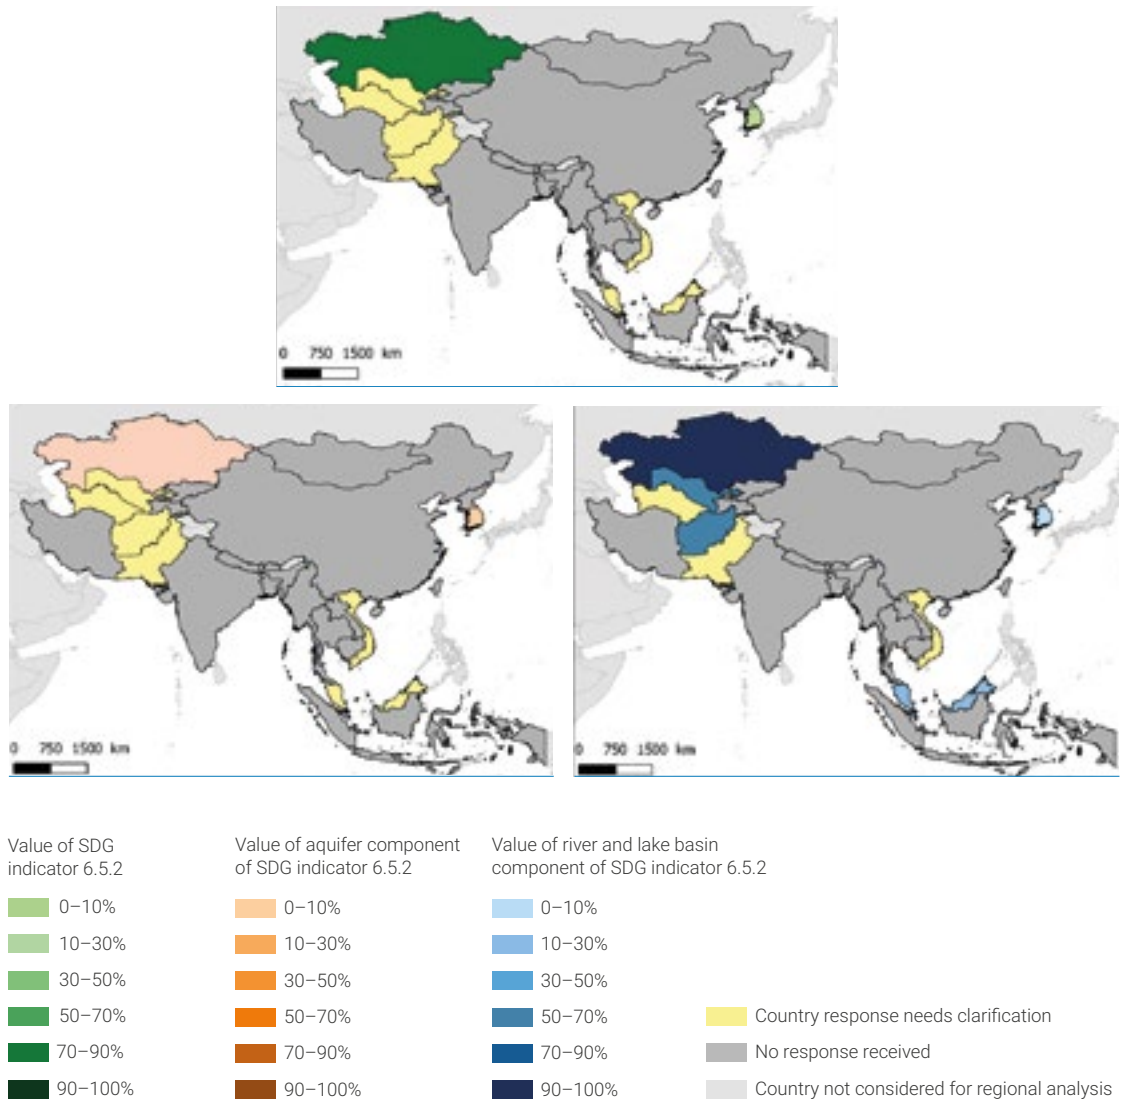 0 750 1500 km
0 750 1500 km
0 750 1500 km
Value of SDG
indicator 6.5.2
0–10%
10–30%
30–50%
50–70%
70–90%
90–100%
Value of aquifer component
of SDG indicator 6.5.2
0–10%
10–30%
30–50%
50–70%
70–90%
90–100%
Value of river and lake basin
component of SDG indicator 6.5.2
0–10%
10–30%
30–50%
50–70%
70–90%
90–100%
Country response needs clarification
No response received
Country not considered for regional analysis